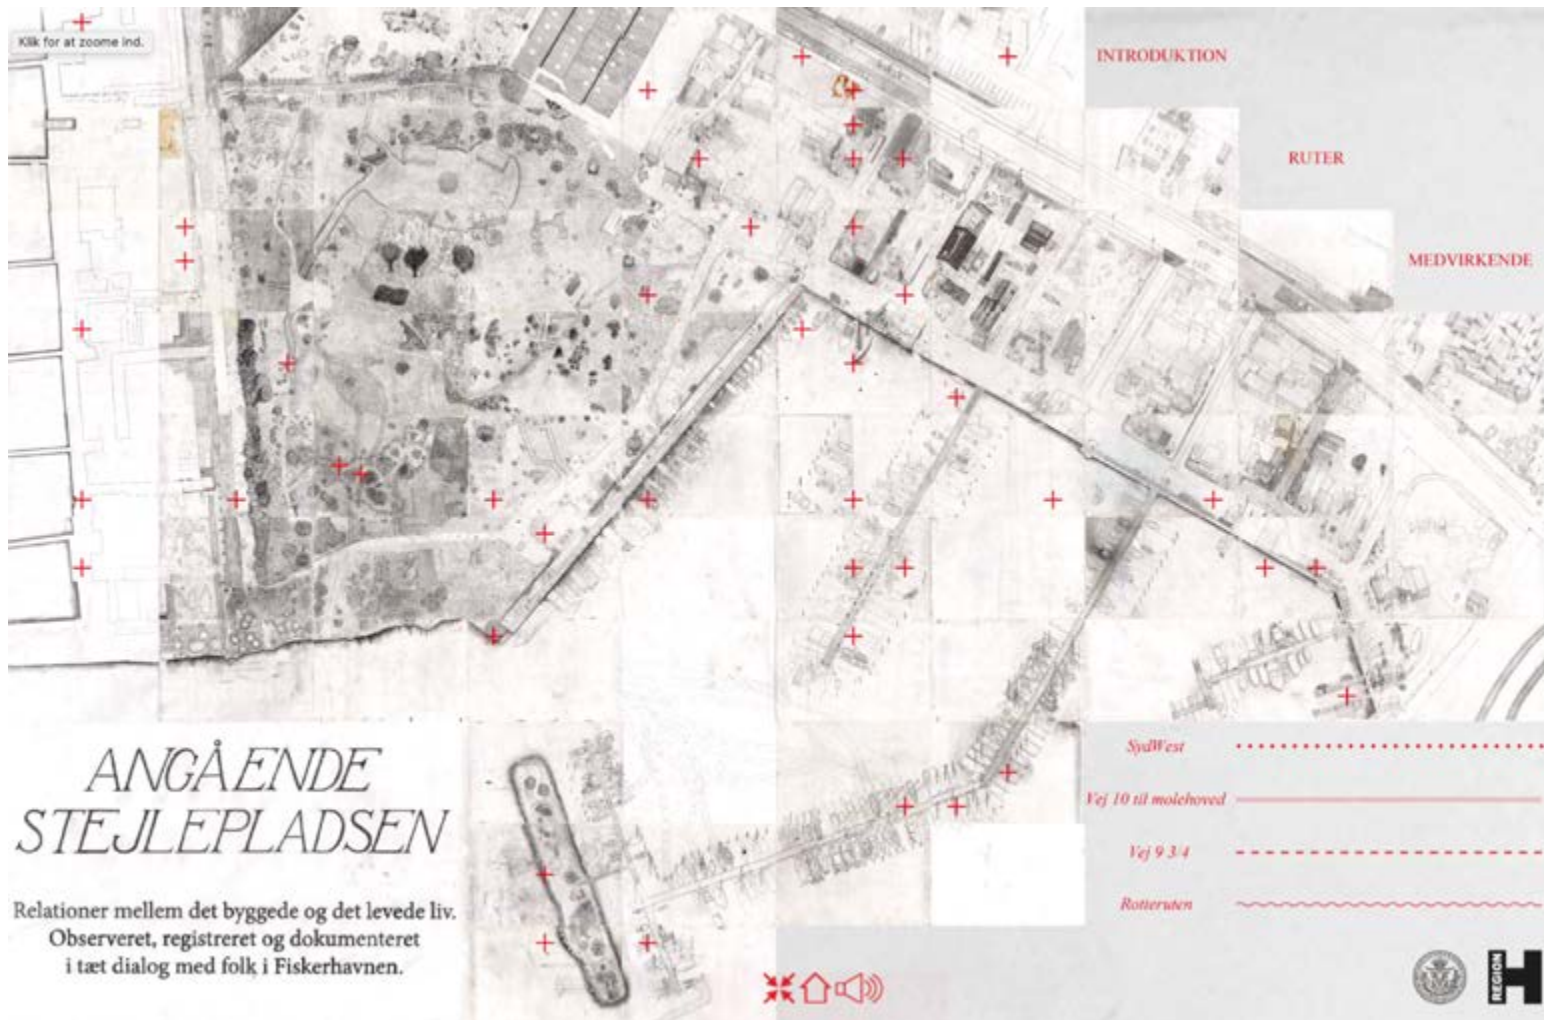 Klik for at zoome ind.
INTRODUKTION
RUTER
MEDVIRKENDE
ANGÅENDE
STEJLEPLADSEN
Relationer mellem det byggede og det levede liv.
Observeret, registreret og dokumenteret
i tæt dialog med folk i Fiskerhavnen.
SydWest
Vej 10 til molehoved
Vej 9 3/4
Rotteruten
REGION
H